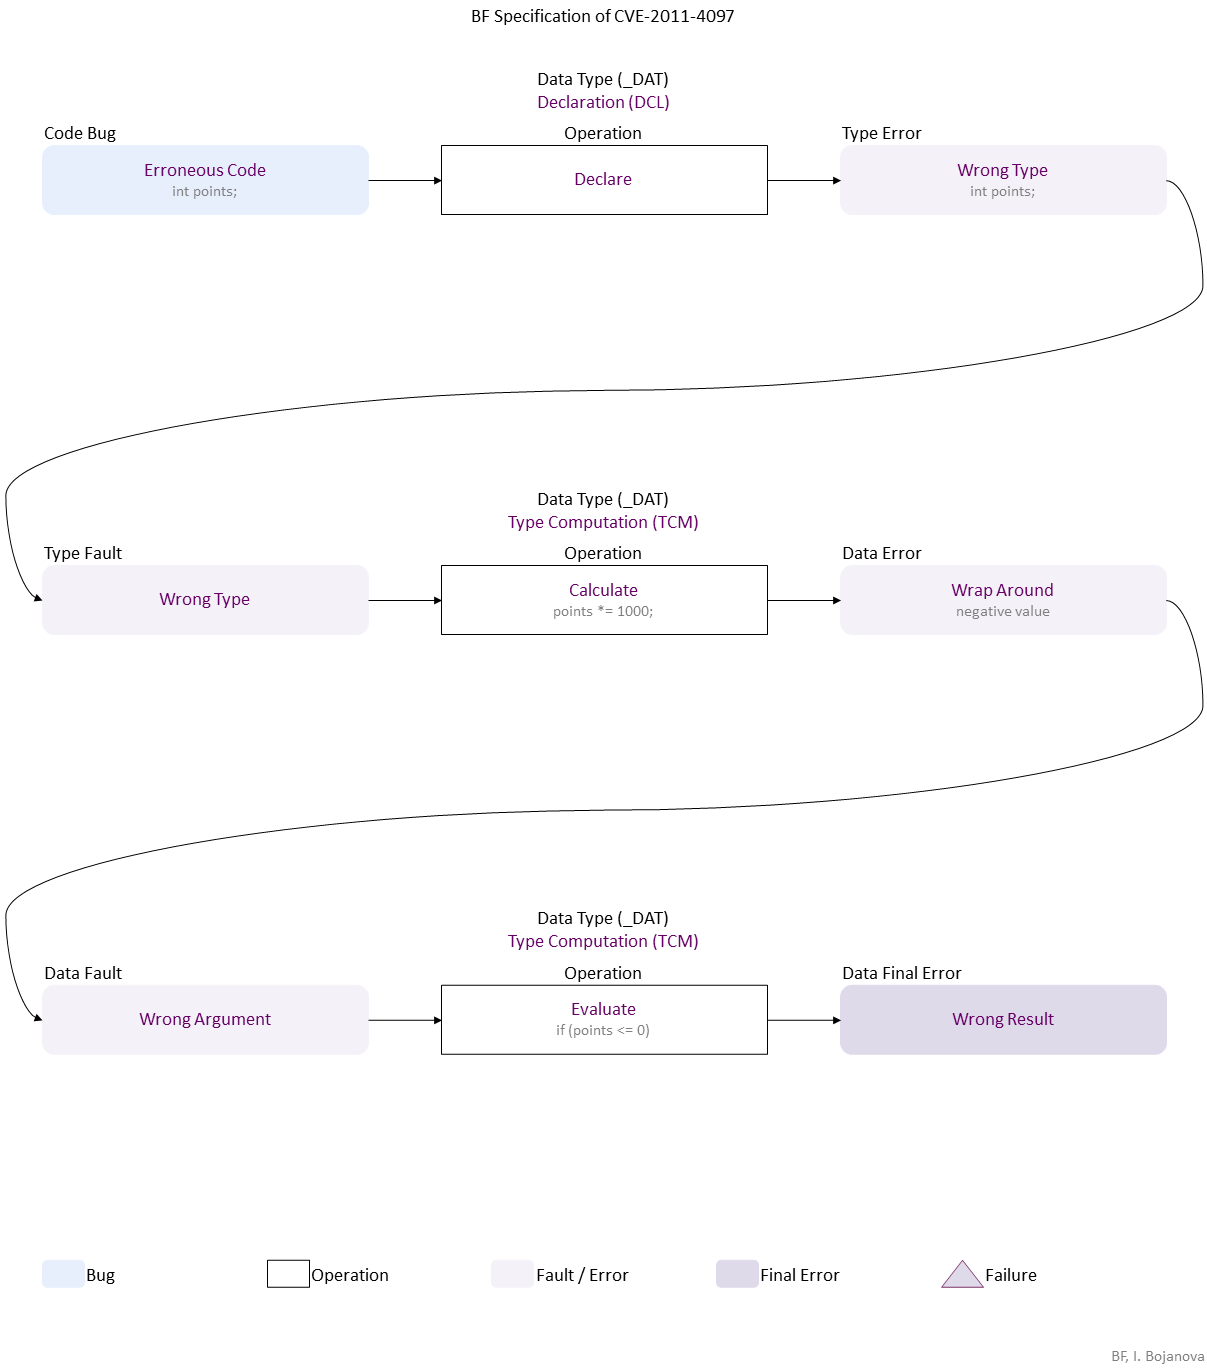 BF Specification of CVE-2011-4097
Data Type (_DAT)
Declaration (DCL)
Code Bug
Operation
Type Error
Erroneous Code
int points;
Declare
Wrong Type
int points;
Data Type (_DAT)
Type Computation (TCM)
Type Fault
Operation
Data Error
Wrong Type
Calculate
points *= 1000;
Wrap Around
negative value
Data Type (_DAT)
Type Computation (TCM)
Data Fault
Operation
Data Final Error
Wrong Argument
Evaluate
if (points <= 0)
Wrong Result
Bug
Operation
Fault / Error
Final Error
Failure
BF, I. Bojanova